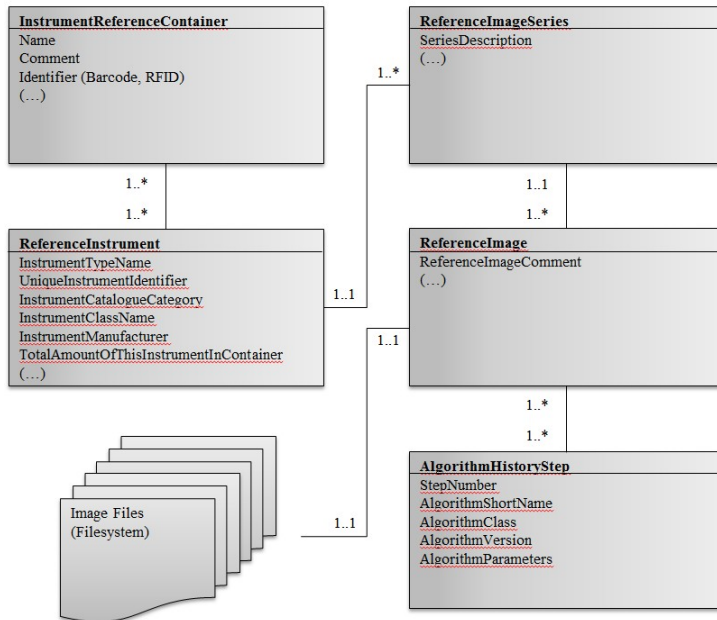 InstrumentReferenceContainer
Name
Comment
Identifier (Barcode, RFID)
(…)
ReferenceImageSeries
SeriesDescription
(…)
1..*
1..*
1..*
1..1
1..*
ReferenceInstrument
InstrumentTypeName
UniqueInstrumentIdentifier
InstrumentCatalogueCategory
InstrumentClassName
InstrumentManufacturer
TotalAmountOfThisInstrumentInContainer
(…)
1..1
ReferenceImage
ReferenceImageComment
(…)
1..1
1..*
1..*
Image Files
(Filesystem)
1..1
AlgorithmHistoryStep
StepNumber
AlgorithmShortName
AlgorithmClass
AlgorithmVersion
AlgorithmParameters